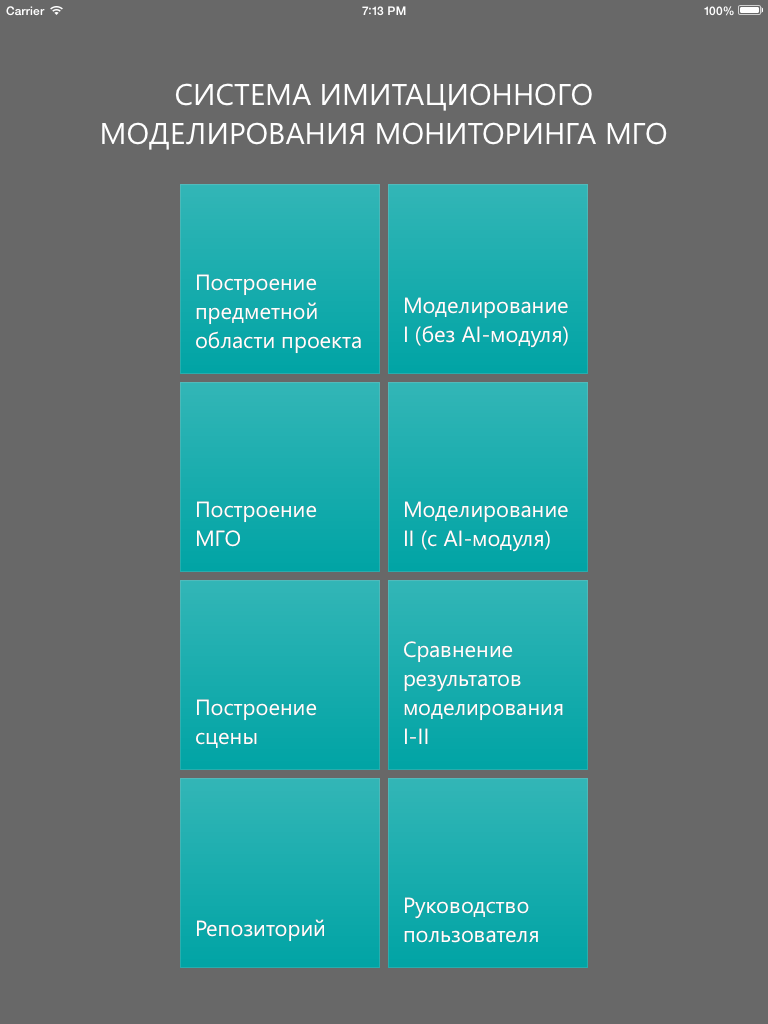 Carrier 7:13 PM 100%
СИСТЕМА ИМИТАЦИОННОГО
МОДЕЛИРОВАНИЯ МОНИТОРИНГА МГО
Построение
предметной
области проекта
Моделирование
I (без AI-модуля)
Построение
МГО
Моделирование
II (с AI-модуля)
Построение
сцены
Сравнение
результатов
моделирования
I-II
Репозиторий
Руководство
пользователя